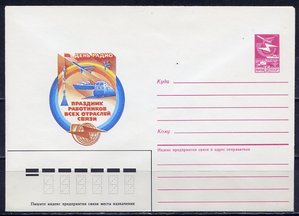 ДЕНЬ РАДИО
ПРАЗДНИК
РАБОТНИКОВ
ВСЕХ ОТРАСЛЕЙ
СВЯЗИ
Куда
Кому
Индекс предприятия связи и адрес отправителя
Пишите индекс предприятия связи места назначения